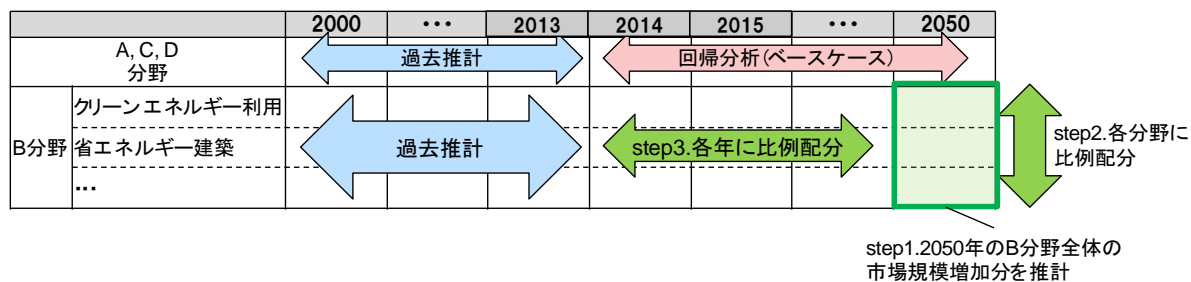 2000 ・・・ 2013 2014 2015 ・・・ 2050
A, C, D
分野
過去推計
回帰分析(ベースケース)
B分野
クリーンエネルギー利用
省エネルギー建築
…
過去推計
step3.各年に比例配分
step2.各分野に
比例配分
step1.2050年のB分野全体の
市場規模増加分を推計